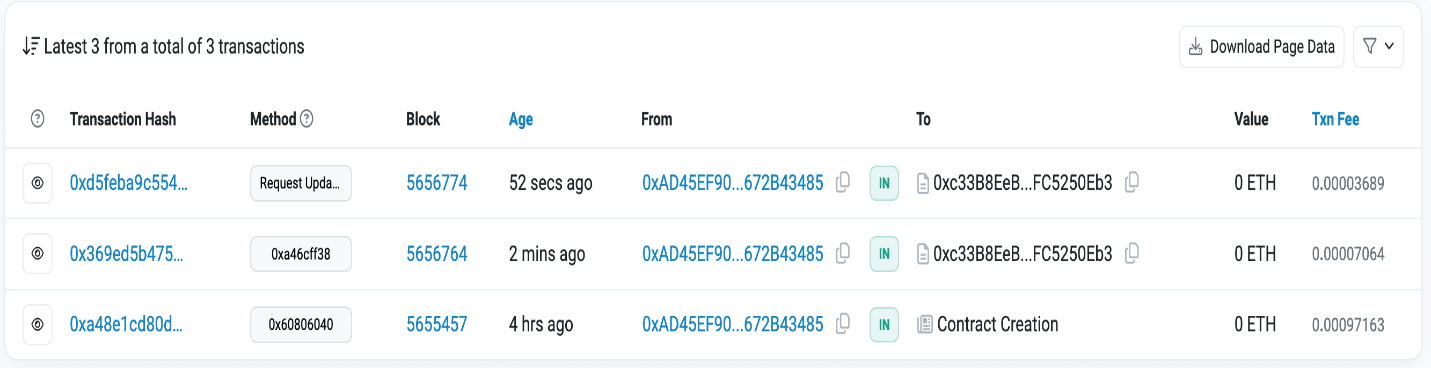 Latest 3 from a total of 3 transactions
Download Page Data
Transaction Hash Method Block Age From To Value Txn Fee
0xd5feba9c554... Request Upda... 5656774 52 secs ago 0xAD45EF90...672B43485 IN 0xc33B8EeB...FC5250Eb3 0 ETH 0.00003689
0x369ed5b475... 0xa46cff38 5656764 2 mins ago 0xAD45EF90...672B43485 IN 0xc33B8EeB...FC5250Eb3 0 ETH 0.00007064
0xa48e1cd80d... 0x60806040 5655457 4 hrs ago 0xAD45EF90...672B43485 IN Contract Creation 0 ETH 0.00097163